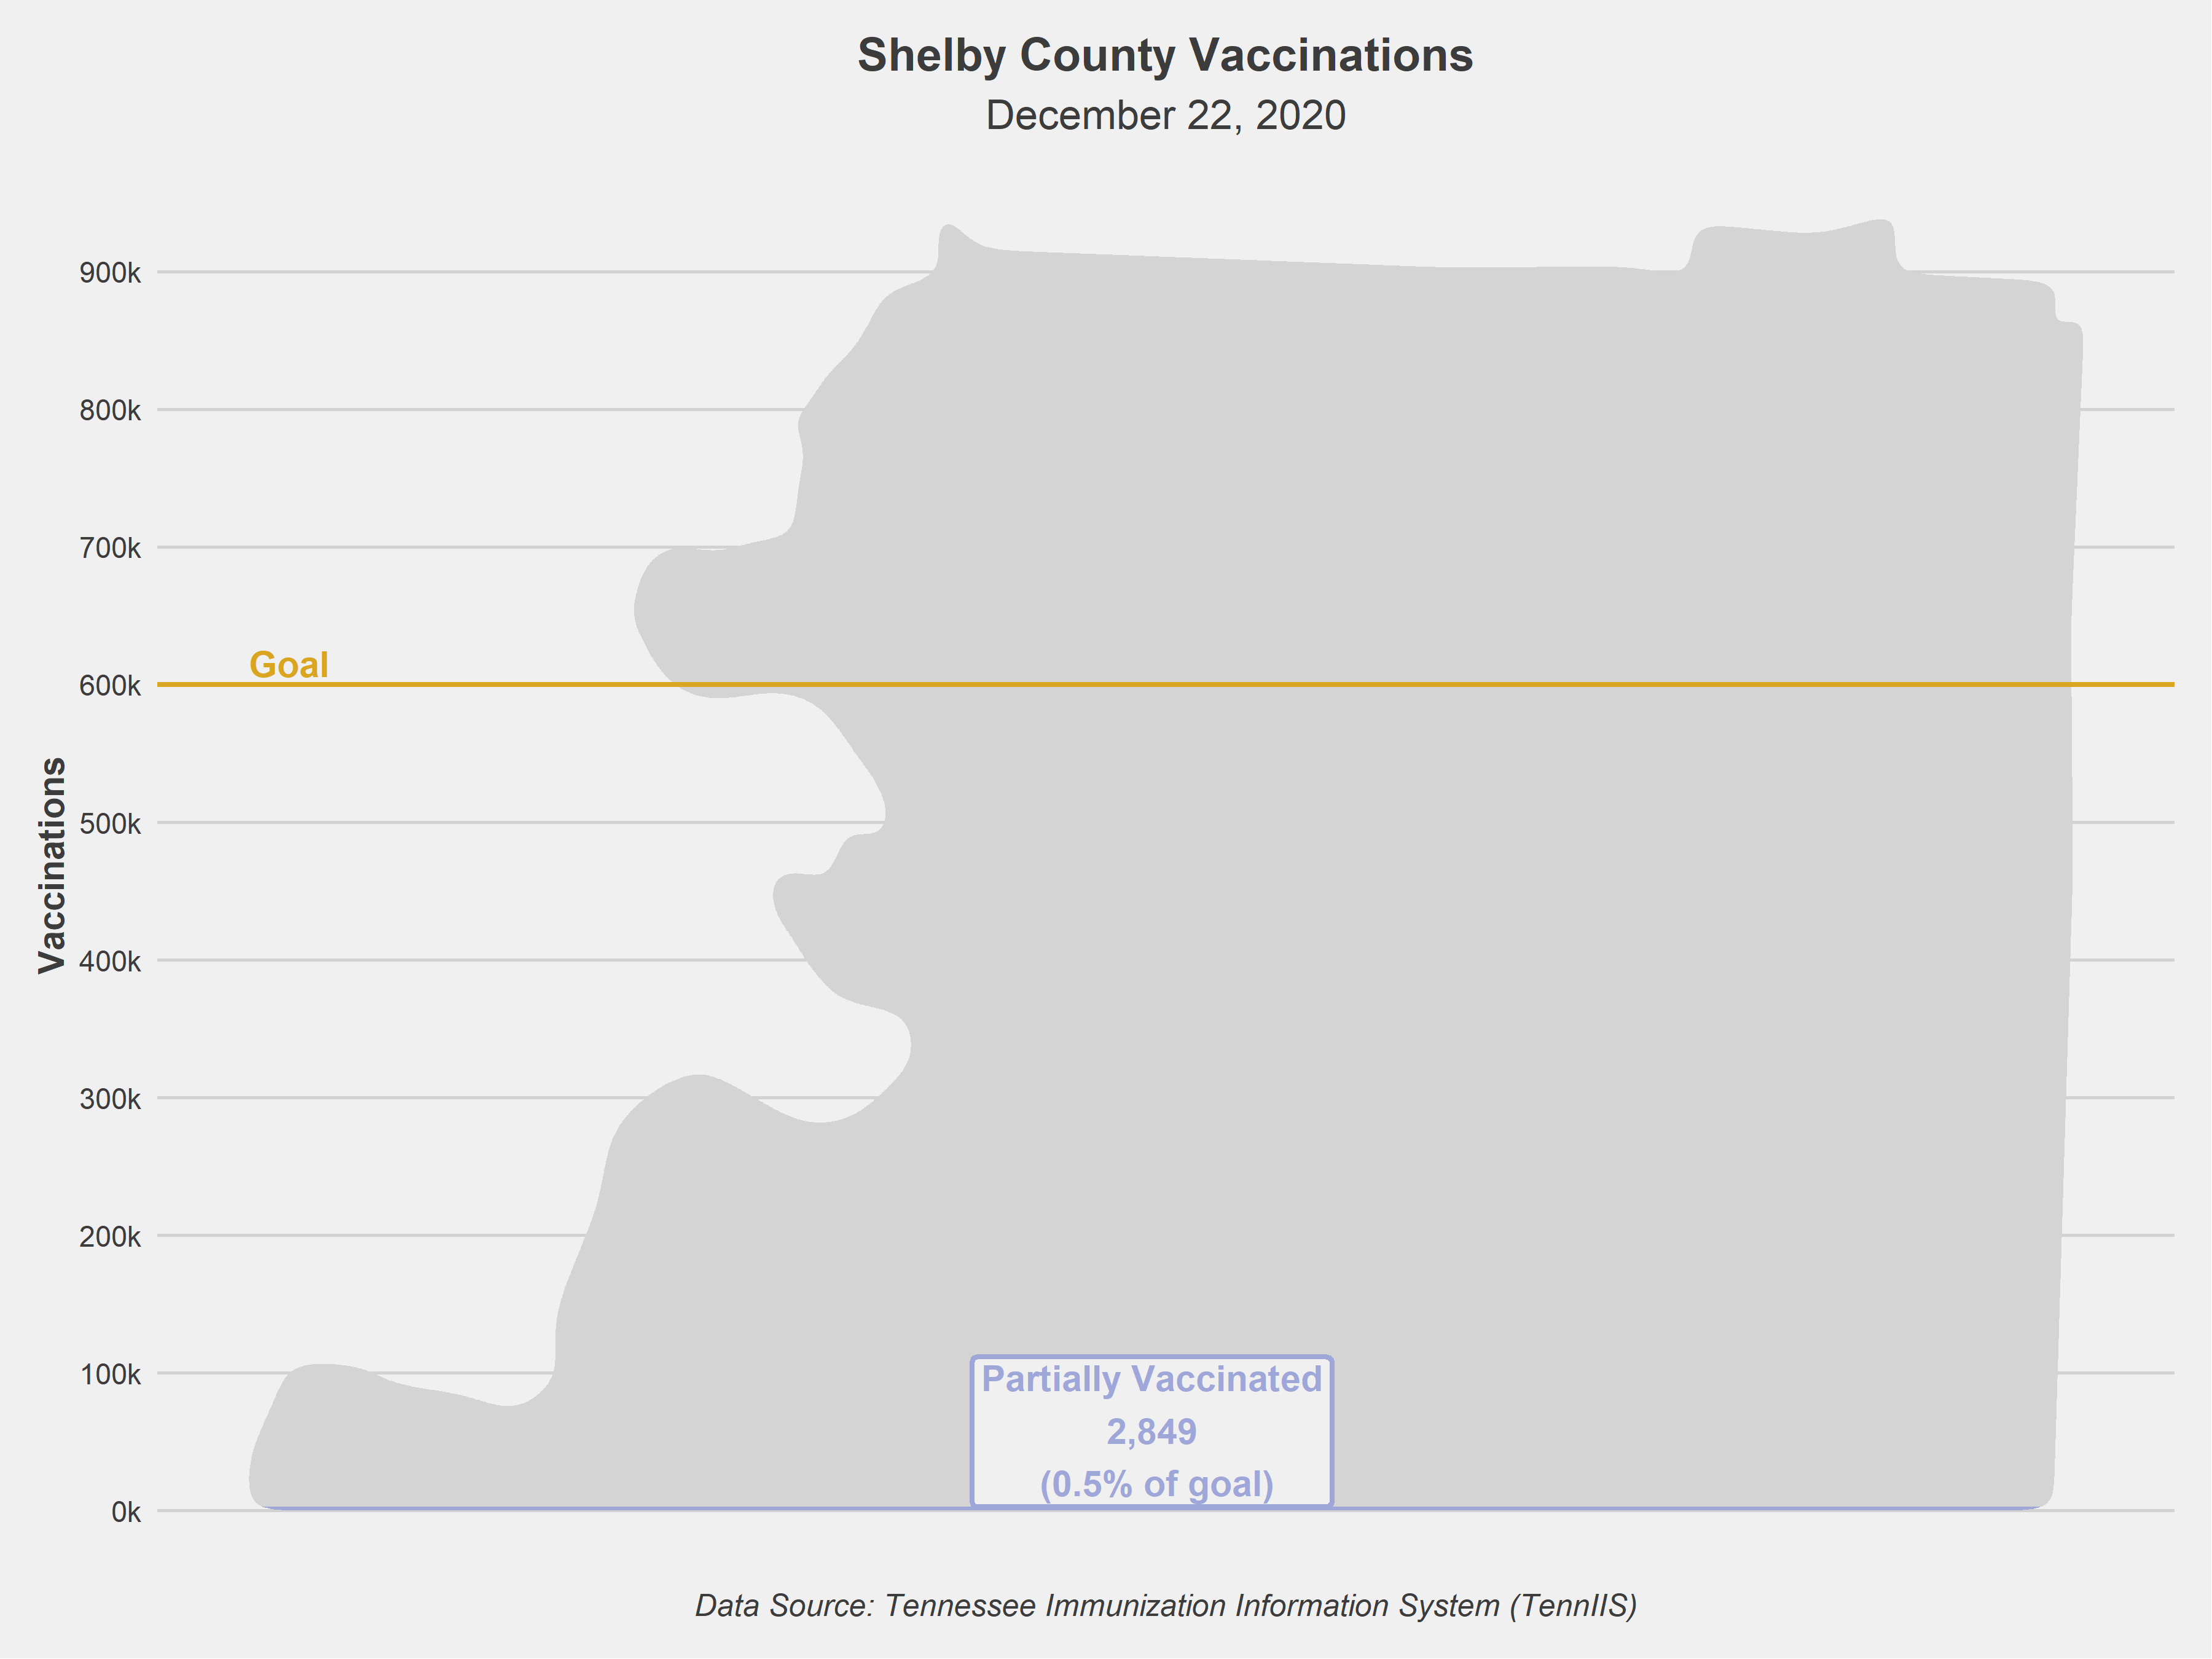 Shelby County Vaccinations
December 22, 2020
900k
800k
700k
Goal
600k
Vaccinations
500k
400k
300k
200k
100k
Partially Vaccinated
2,849
(0.5% of goal)
0k
Data Source: Tennessee Immunization Information System (TennIIS)